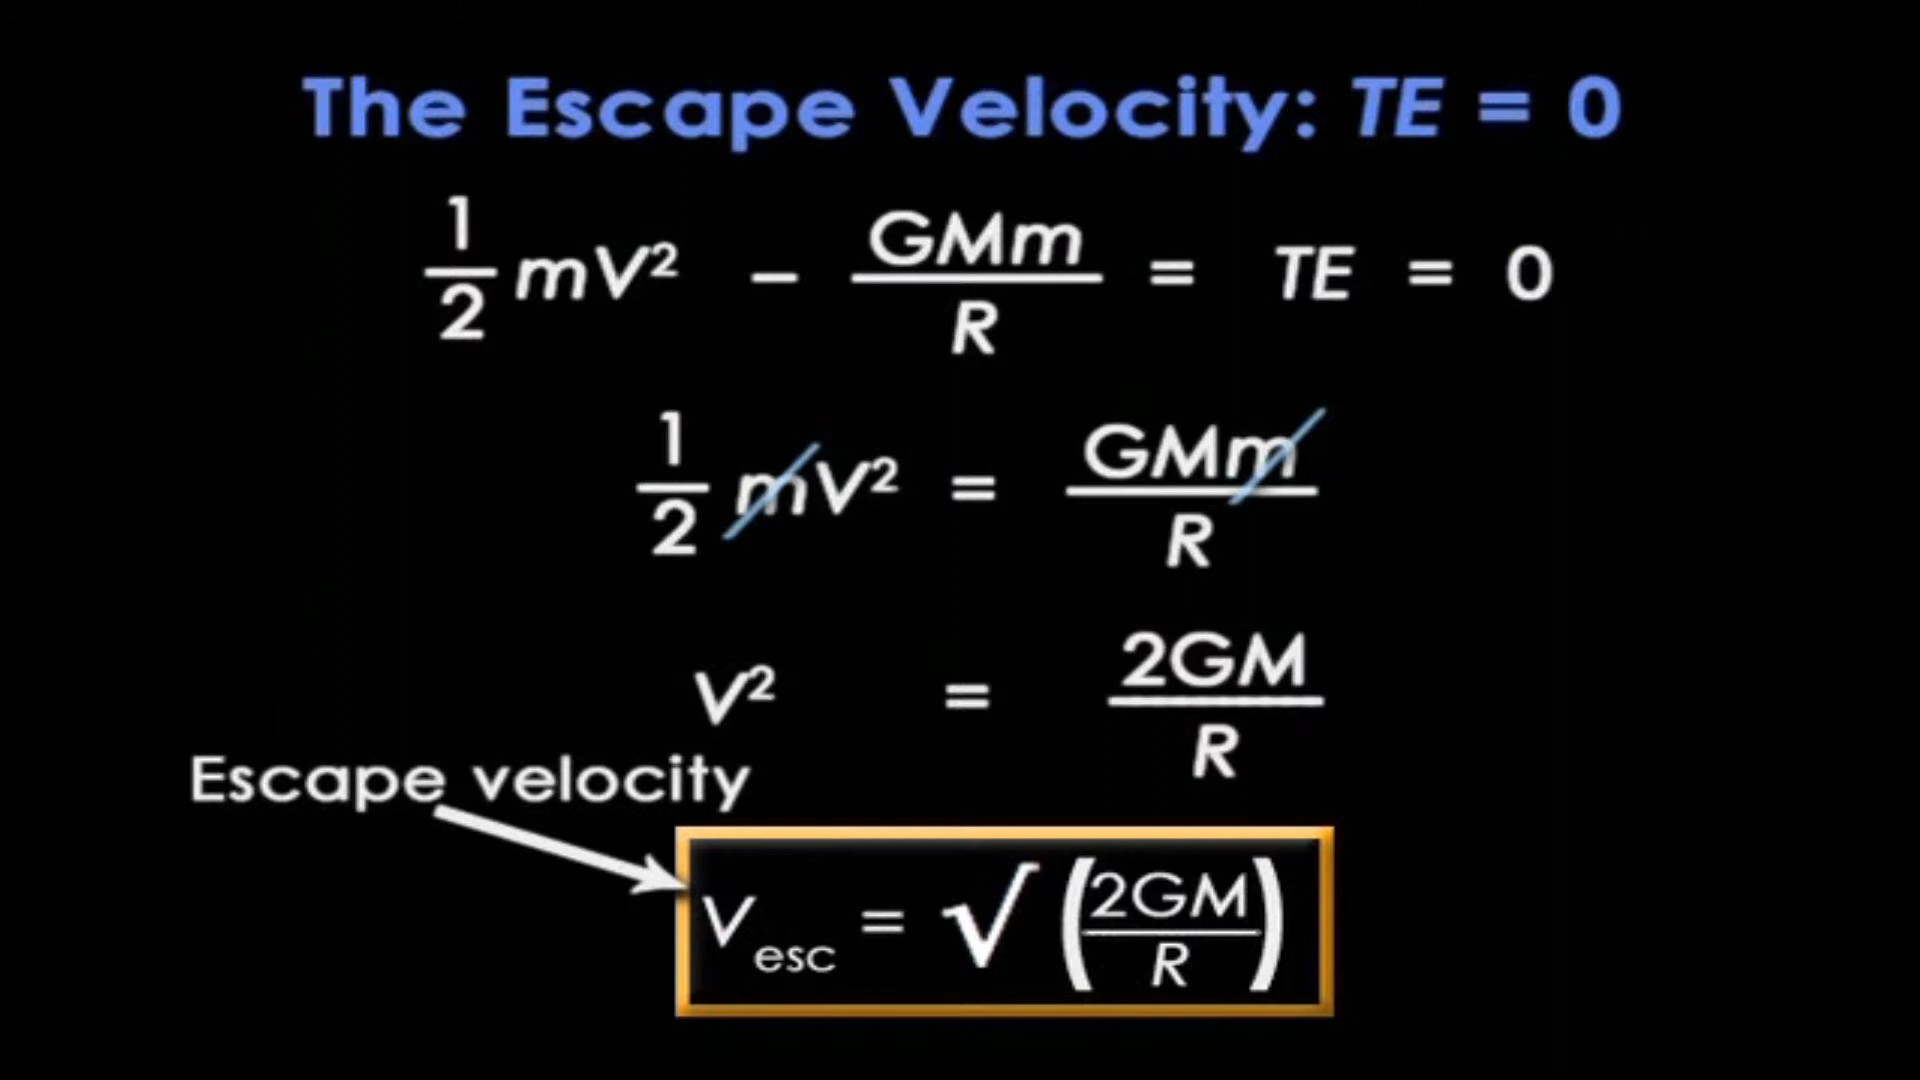 The Escape Velocity: TE = 0
1/2 mV² – GMm/R = TE = 0
1/2 mV² = GMm/R
V² = 2GM/R
Escape velocity
Vesc = √(2GM/R)